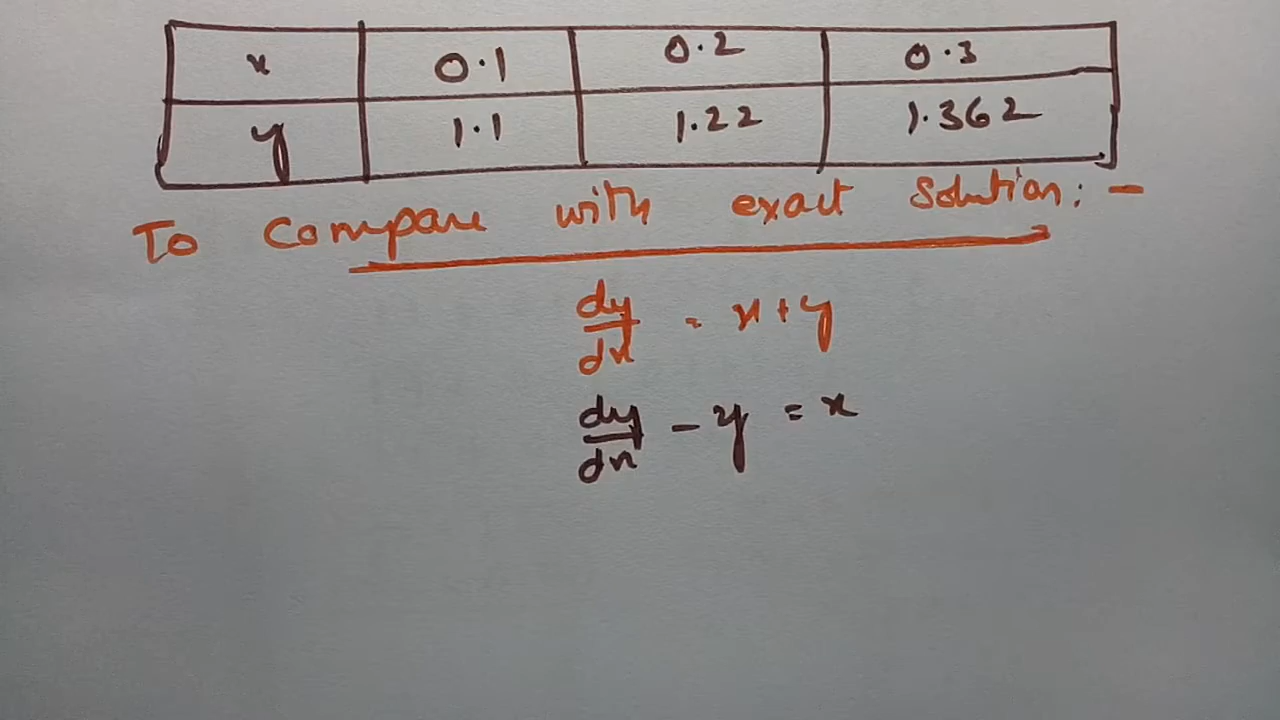 x 0.1 0.2 0.3
y 1.1 1.22 1.362
To Compare with exact Solution: -
dy/dx = x+y
dy/dx - y = x